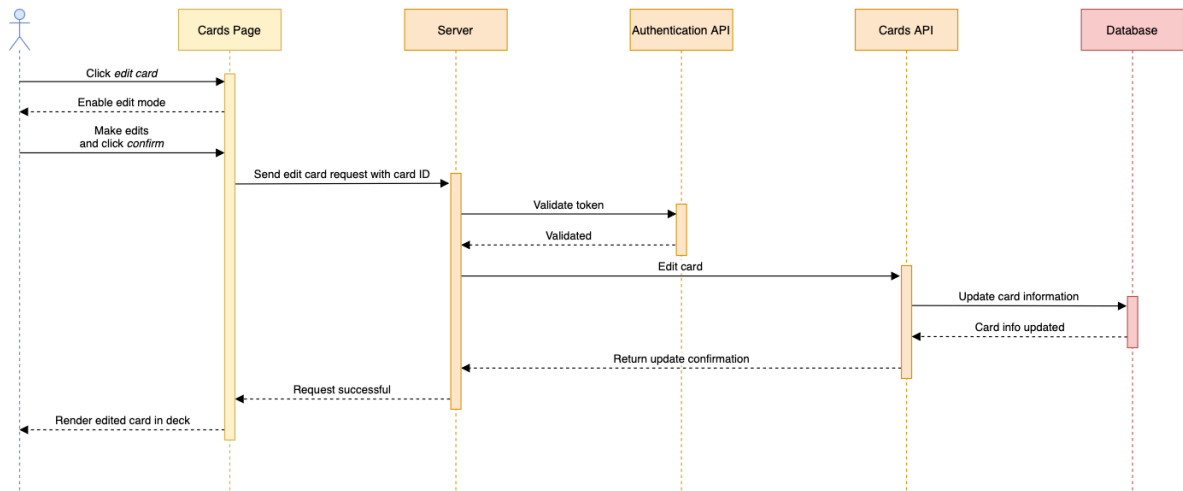 Cards Page
Server
Authentication API
Cards API
Database
Click edit card
Enable edit mode
Make edits
and click confirm
Send edit card request with card ID
Validate token
Validated
Edit card
Update card information
Card info updated
Return update confirmation
Request successful
Render edited card in deck